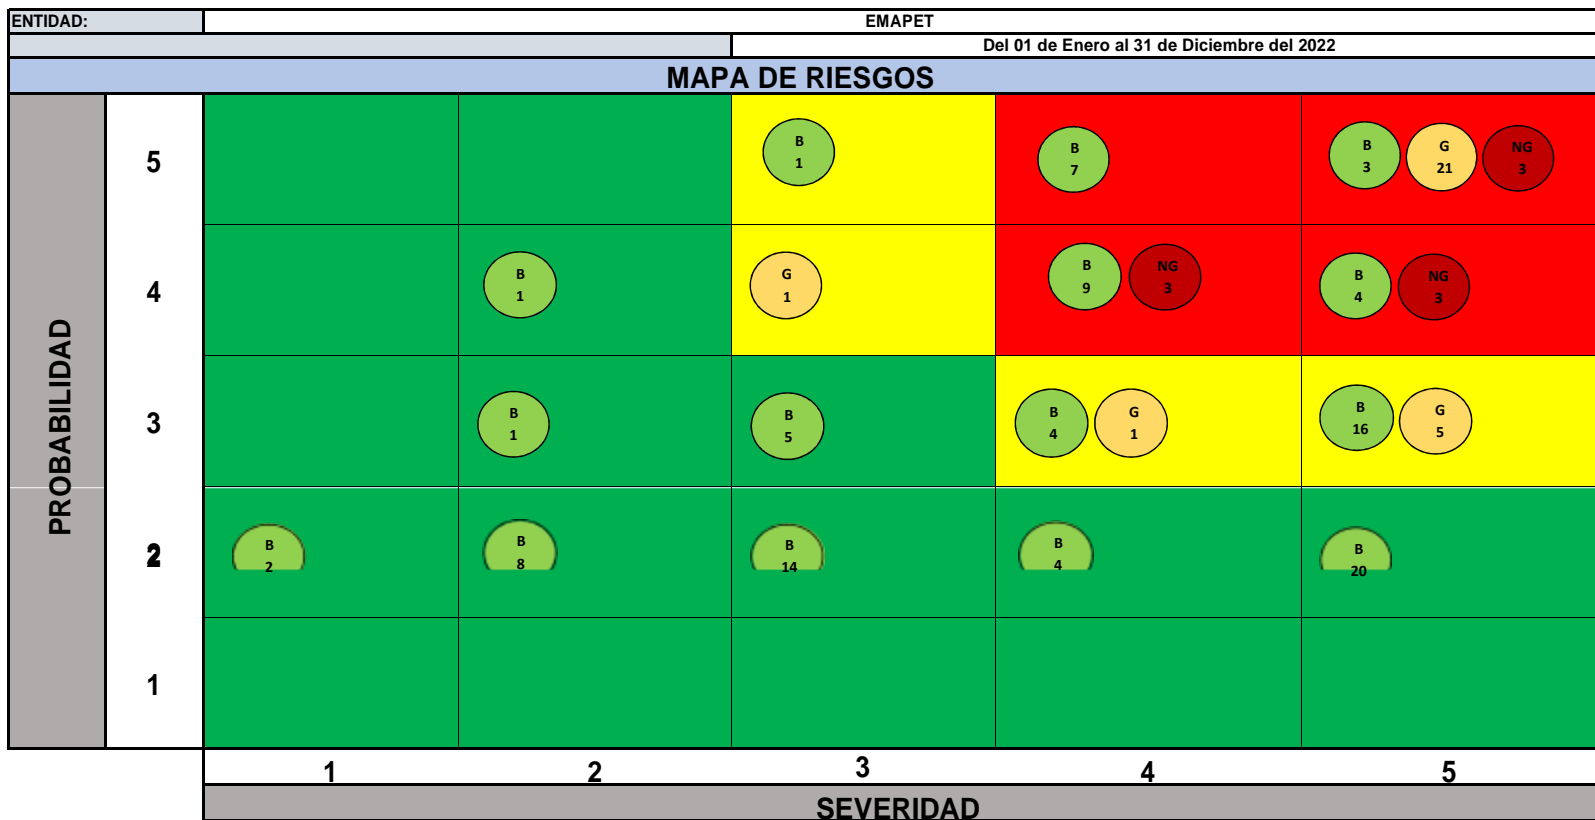 ENTIDAD: EMAPET
Del 01 de Enero al 31 de Diciembre del 2022
MAPA DE RIESGOS
PROBABILIDAD
5
B 1
B 7
B 3
G 21
NG 3
4
B 1
G 1
B 9
NG 3
B 4
NG 3
3
B 1
B 5
B 4
G 1
B 16
G 5
2
B 2
B 8
B 14
B 4
B 20
1
1 2 3 4 5
SEVERIDAD